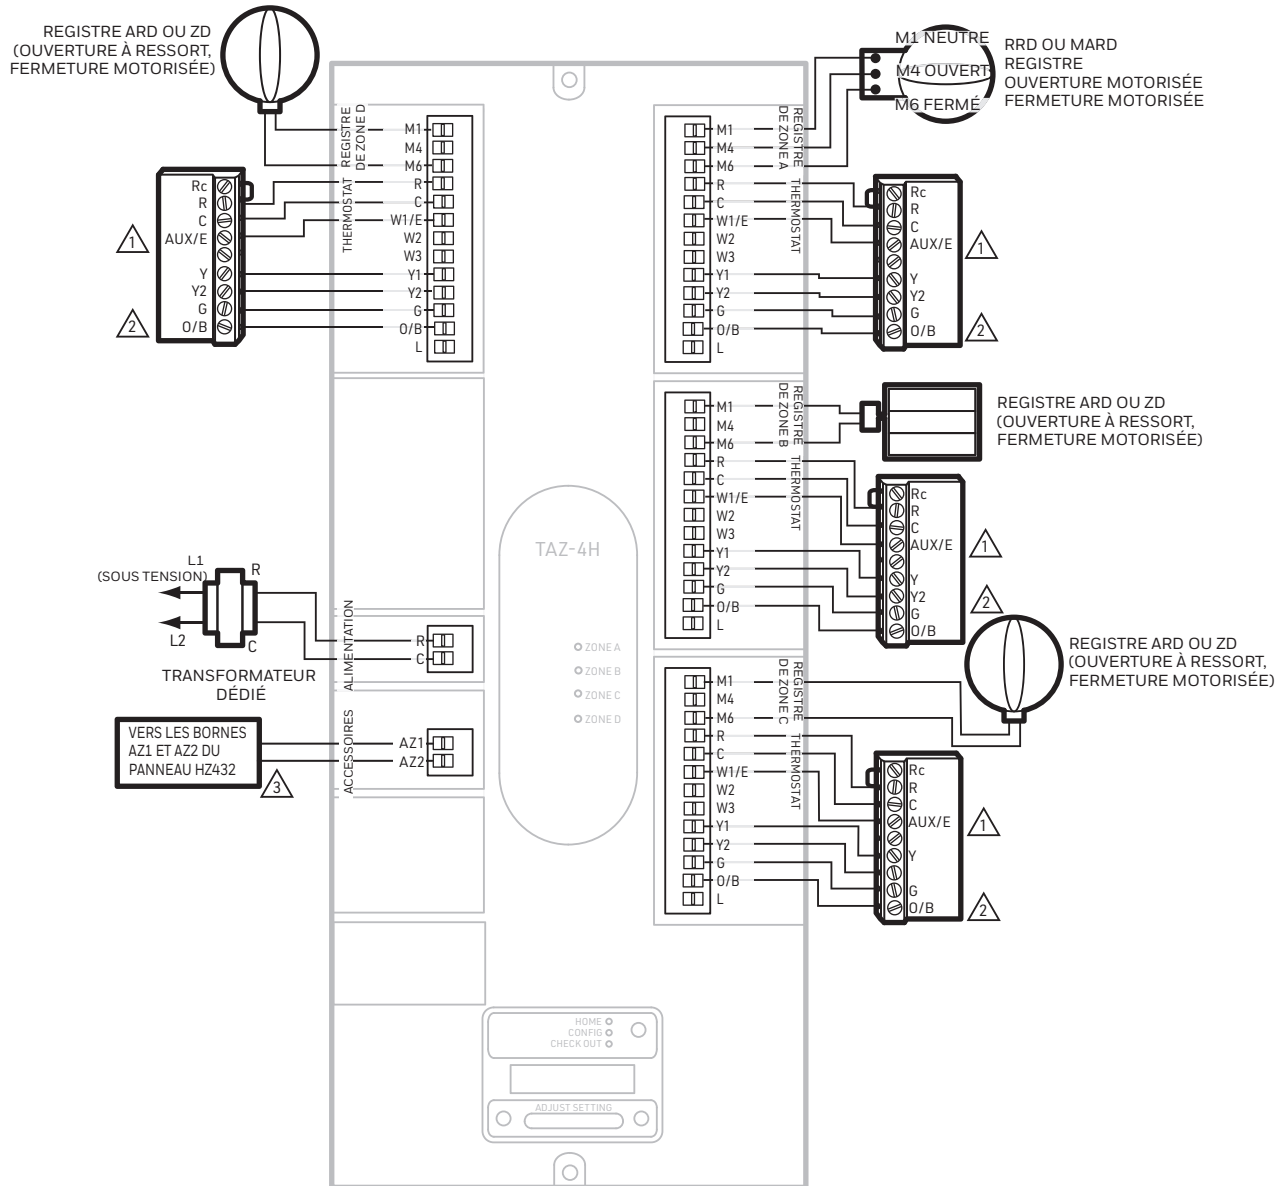 REGISTRE ARD OU ZD
(OUVERTURE À RESSORT,
FERMETURE MOTORISÉE)
M1 NEUTRE
M4 OUVERT
M6 FERMÉ
RRD OU MARD
REGISTRE
OUVERTURE MOTORISÉE
FERMETURE MOTORISÉE
REGISTRE
DE ZONE D
THERMOSTAT
M1
M4
M6
R
C
W1/E
W2
W3
Y1
Y2
G
O/B
L
Rc
R
C
AUX/E
Y
Y2
G
O/B
1
2
REGISTRE
DE ZONE A
THERMOSTAT
M1
M4
M6
R
C
W1/E
W2
W3
Y1
Y2
G
O/B
L
Rc
R
C
AUX/E
Y
Y2
G
O/B
1
2
REGISTRE
DE ZONE B
THERMOSTAT
M1
M4
M6
R
C
W1/E
W2
W3
Y1
Y2
G
O/B
L
REGISTRE ARD OU ZD
(OUVERTURE À RESSORT,
FERMETURE MOTORISÉE)
Rc
R
C
AUX/E
Y
Y2
G
O/B
1
2
TAZ-4H
ZONE A
ZONE B
ZONE C
ZONE D
L1
(SOUS TENSION)
L2
R
C
TRANSFORMATEUR
DÉDIÉ
ALIMENTATION
R
C
VERS LES BORNES
AZ1 ET AZ2 DU
PANNEAU HZ432
3
ACCESSOIRES
AZ1
AZ2
REGISTRE
DE ZONE C
THERMOSTAT
M1
M4
M6
R
C
W1/E
W2
W3
Y1
Y2
G
O/B
L
REGISTRE ARD OU ZD
(OUVERTURE À RESSORT,
FERMETURE MOTORISÉE)
Rc
R
C
AUX/E
Y
G
O/B
1
2
HOME
CONFIG
CHECK OUT
ADJUST SETTING